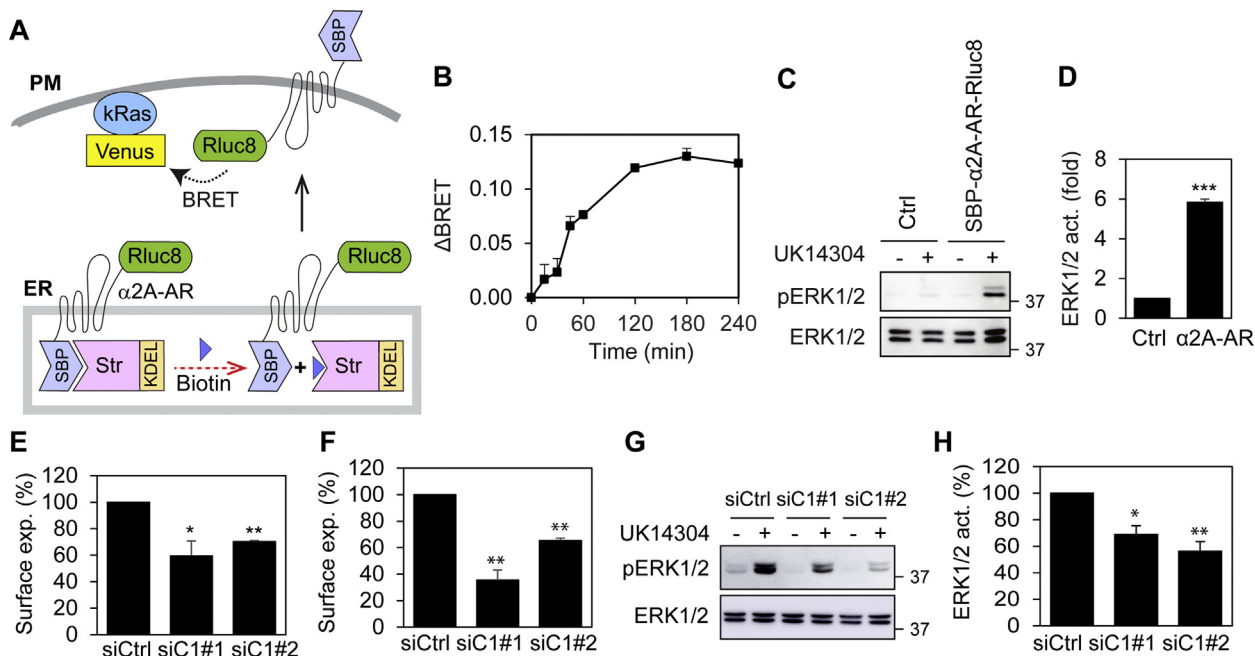 A
PM
SBP
kRas
Venus
Rluc8
BRET
Rluc8
Rluc8
ER
α2A-AR
SBP
Str
KDEL
Biotin
SBP
+
Str
KDEL
B
ΔBRET
0.15
0.10
0.05
0.00
0 60 120 180 240
Time (min)
C
Ctrl
SBP-α2A-AR-Rluc8
UK14304 - + - +
pERK1/2
37
ERK1/2
37
D
ERK1/2 act. (fold)
8
6
4
2
0
***
Ctrl α2A-AR
E
Surface exp. (%)
120
100
80
60
40
20
0
*
**
siCtrl siC1#1 siC1#2
F
Surface exp. (%)
120
100
80
60
40
20
0
**
**
siCtrl siC1#1 siC1#2
G
siCtrl siC1#1 siC1#2
UK14304 - + - + - +
pERK1/2
37
ERK1/2
37
H
ERK1/2 act. (%)
120
100
80
60
40
20
0
*
**
siCtrl siC1#1 siC1#2